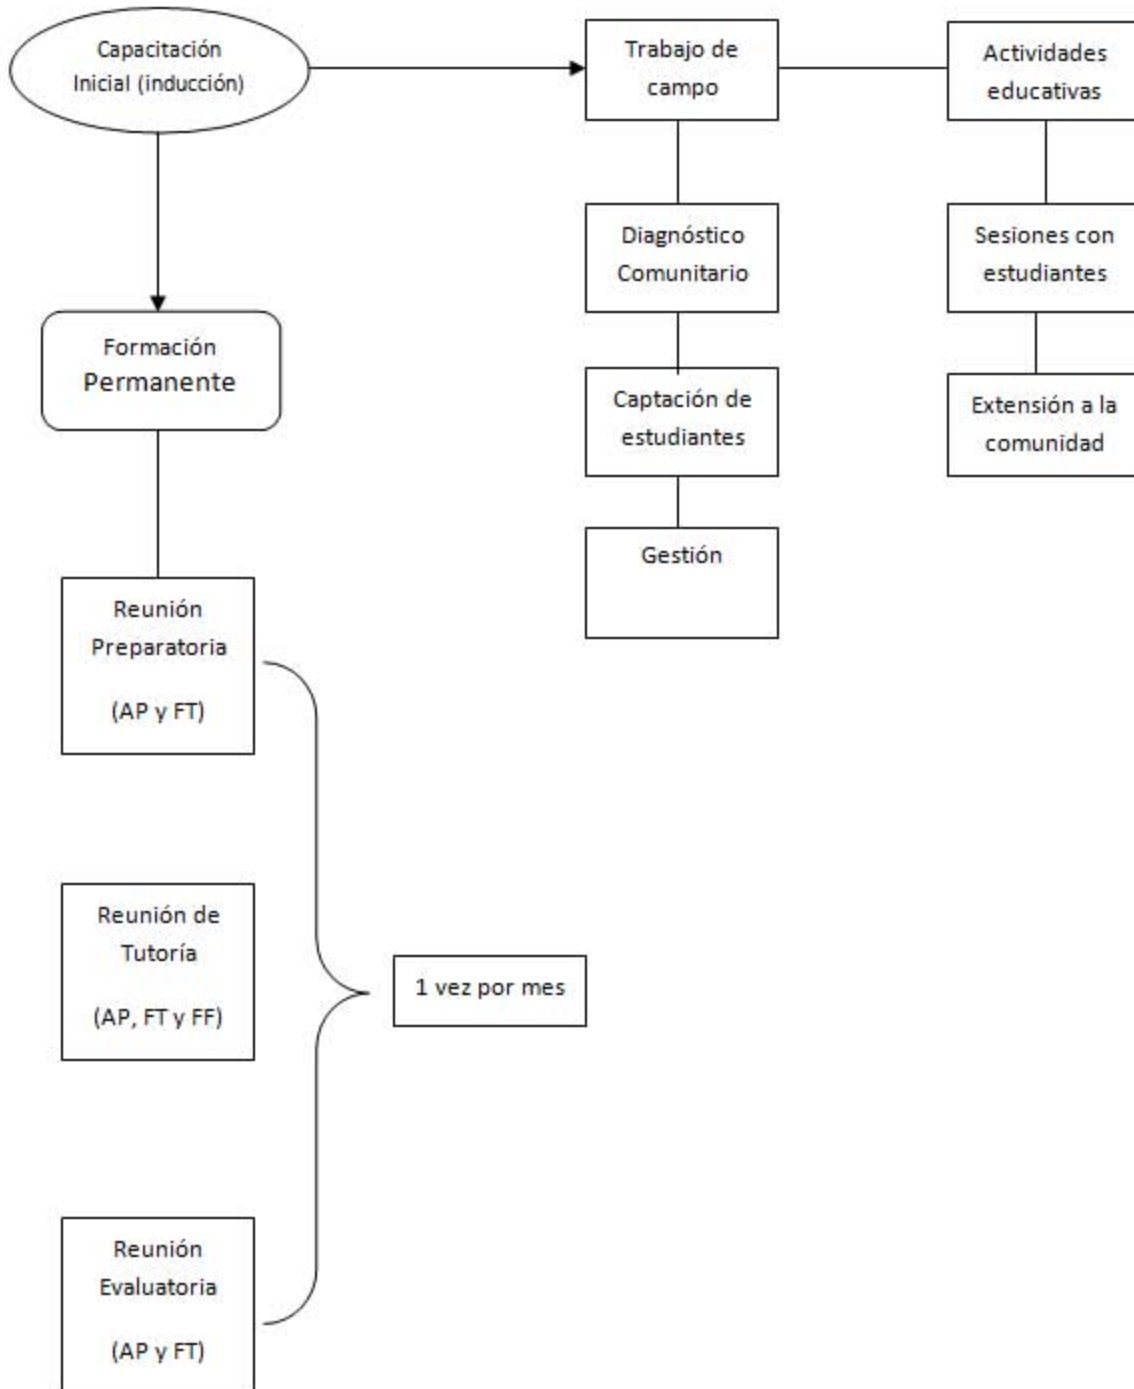 Capacitación
Inicial (inducción)
Trabajo de
campo
Actividades
educativas
Diagnóstico
Comunitario
Sesiones con
estudiantes
Formación
Permanente
Captación de
estudiantes
Extensión a la
comunidad
Gestión
Reunión
Preparatoria
(AP y FT)
Reunión de
Tutoría
(AP, FT y FF)
1 vez por mes
Reunión
Evaluatoria
(AP y FT)